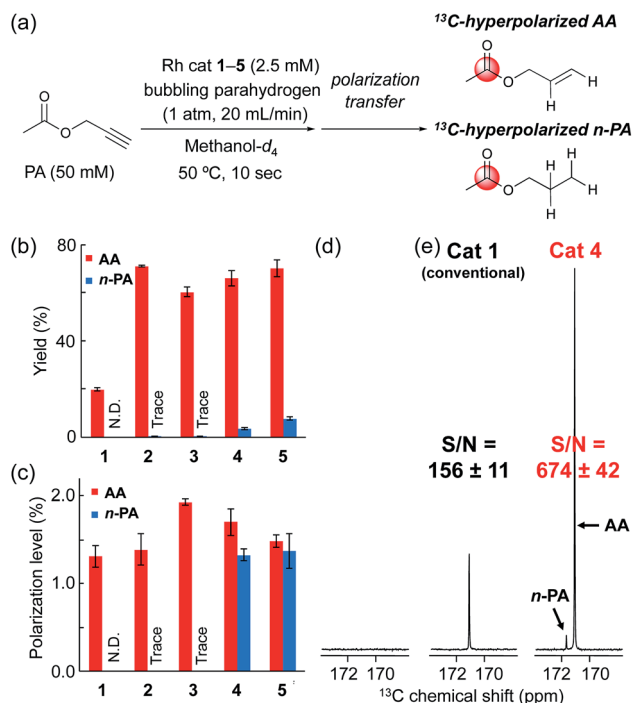 (a)
O
O
PA (50 mM)
Rh cat 1–5 (2.5 mM)
bubbling parahydrogen
(1 atm, 20 mL/min)
Methanol-d4
50 ºC, 10 sec
polarization
transfer
¹³C-hyperpolarized AA
O
O
H
H
¹³C-hyperpolarized n-PA
O
O
H
H
H
H
(b)
80
40
0
Yield (%)
AA
n-PA
N.D.
Trace
Trace
1 2 3 4 5
(c)
2.0
1.0
0.0
Polarization level (%)
AA
n-PA
N.D.
Trace
Trace
1 2 3 4 5
(d)
172 170
(e)
Cat 1
(conventional)
S/N =
156 ± 11
172 170
Cat 4
S/N =
674 ± 42
AA
n-PA
172 170
¹³C chemical shift (ppm)